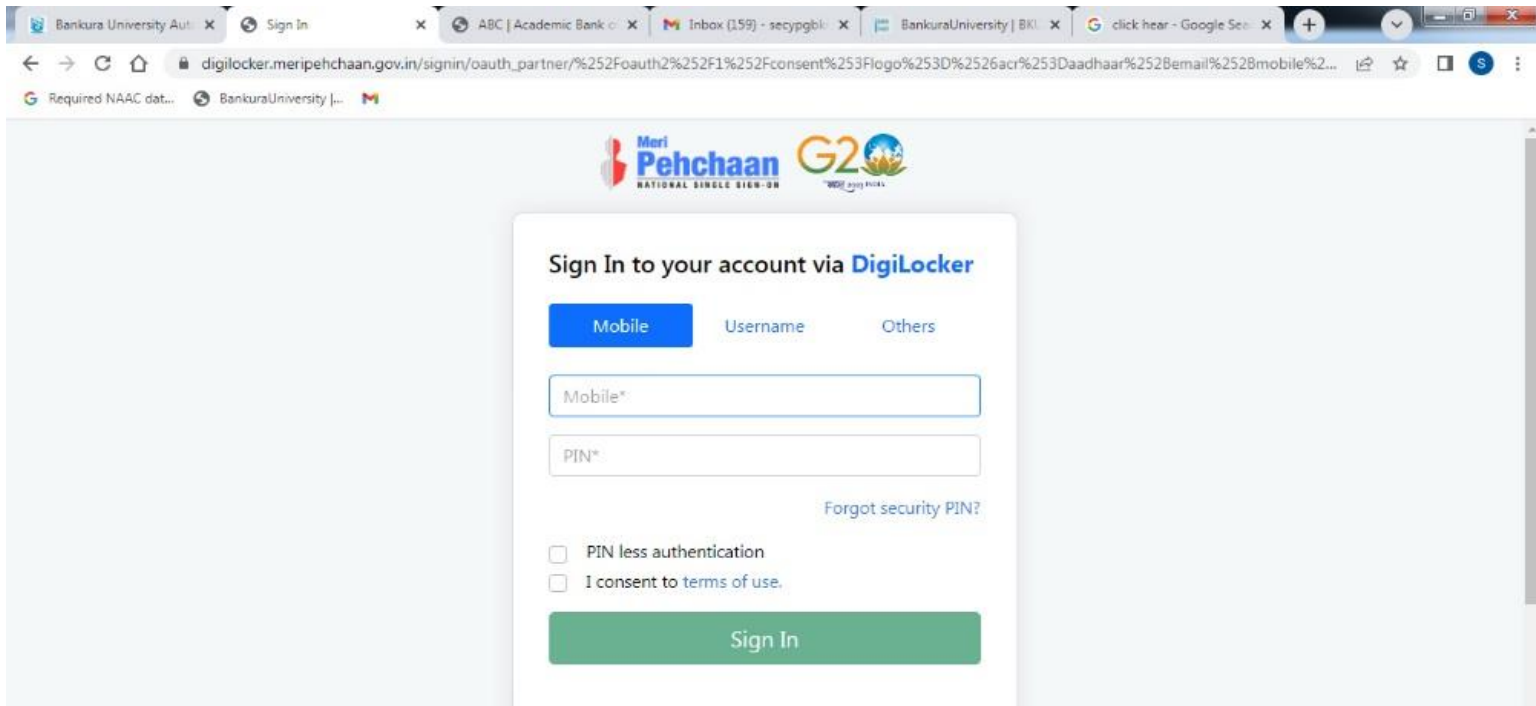 Bankura University Aut
Sign In
ABC | Academic Bank o
Inbox (159) - secypgbk
BankuraUniversity | BK
click hear - Google Sea
digilocker.meripehchaan.gov.in/signin/oauth_partner/%252Foauth2%252F1%252Fconsent%253Flogo%253D%2526acr%253Daadhaar%252Bemail%252Bmobile%2...
S
Required NAAC dat...
BankuraUniversity |...
Meri
Pehchaan
NATIONAL SINGLE SIGN-ON
G20
2023 INDIA
Sign In to your account via DigiLocker
Mobile
Username
Others
Mobile*
PIN*
Forgot security PIN?
PIN less authentication
I consent to terms of use.
Sign In